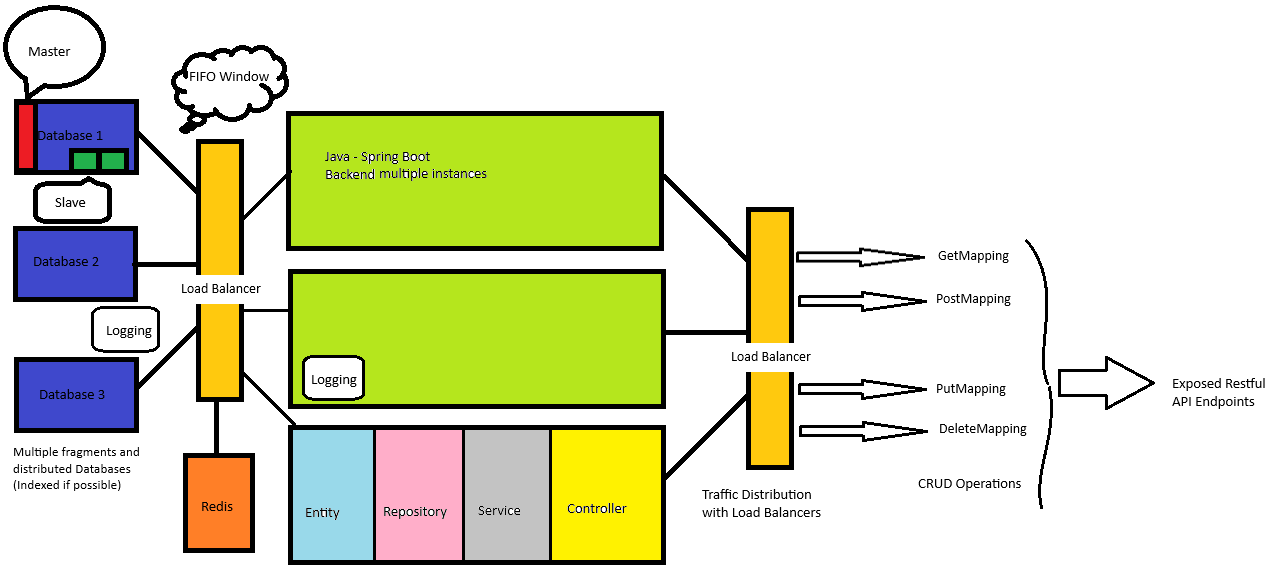 Master
FIFO Window
Database 1
Slave
Database 2
Load Balancer
Logging
Database 3
Multiple fragments and
distributed Databases
(Indexed if possible)
Redis
Java - Spring Boot
Backend multiple instances
Logging
Entity
Repository
Service
Controller
Load Balancer
Traffic Distribution
with Load Balancers
GetMapping
PostMapping
PutMapping
DeleteMapping
CRUD Operations
Exposed Restful
API Endpoints